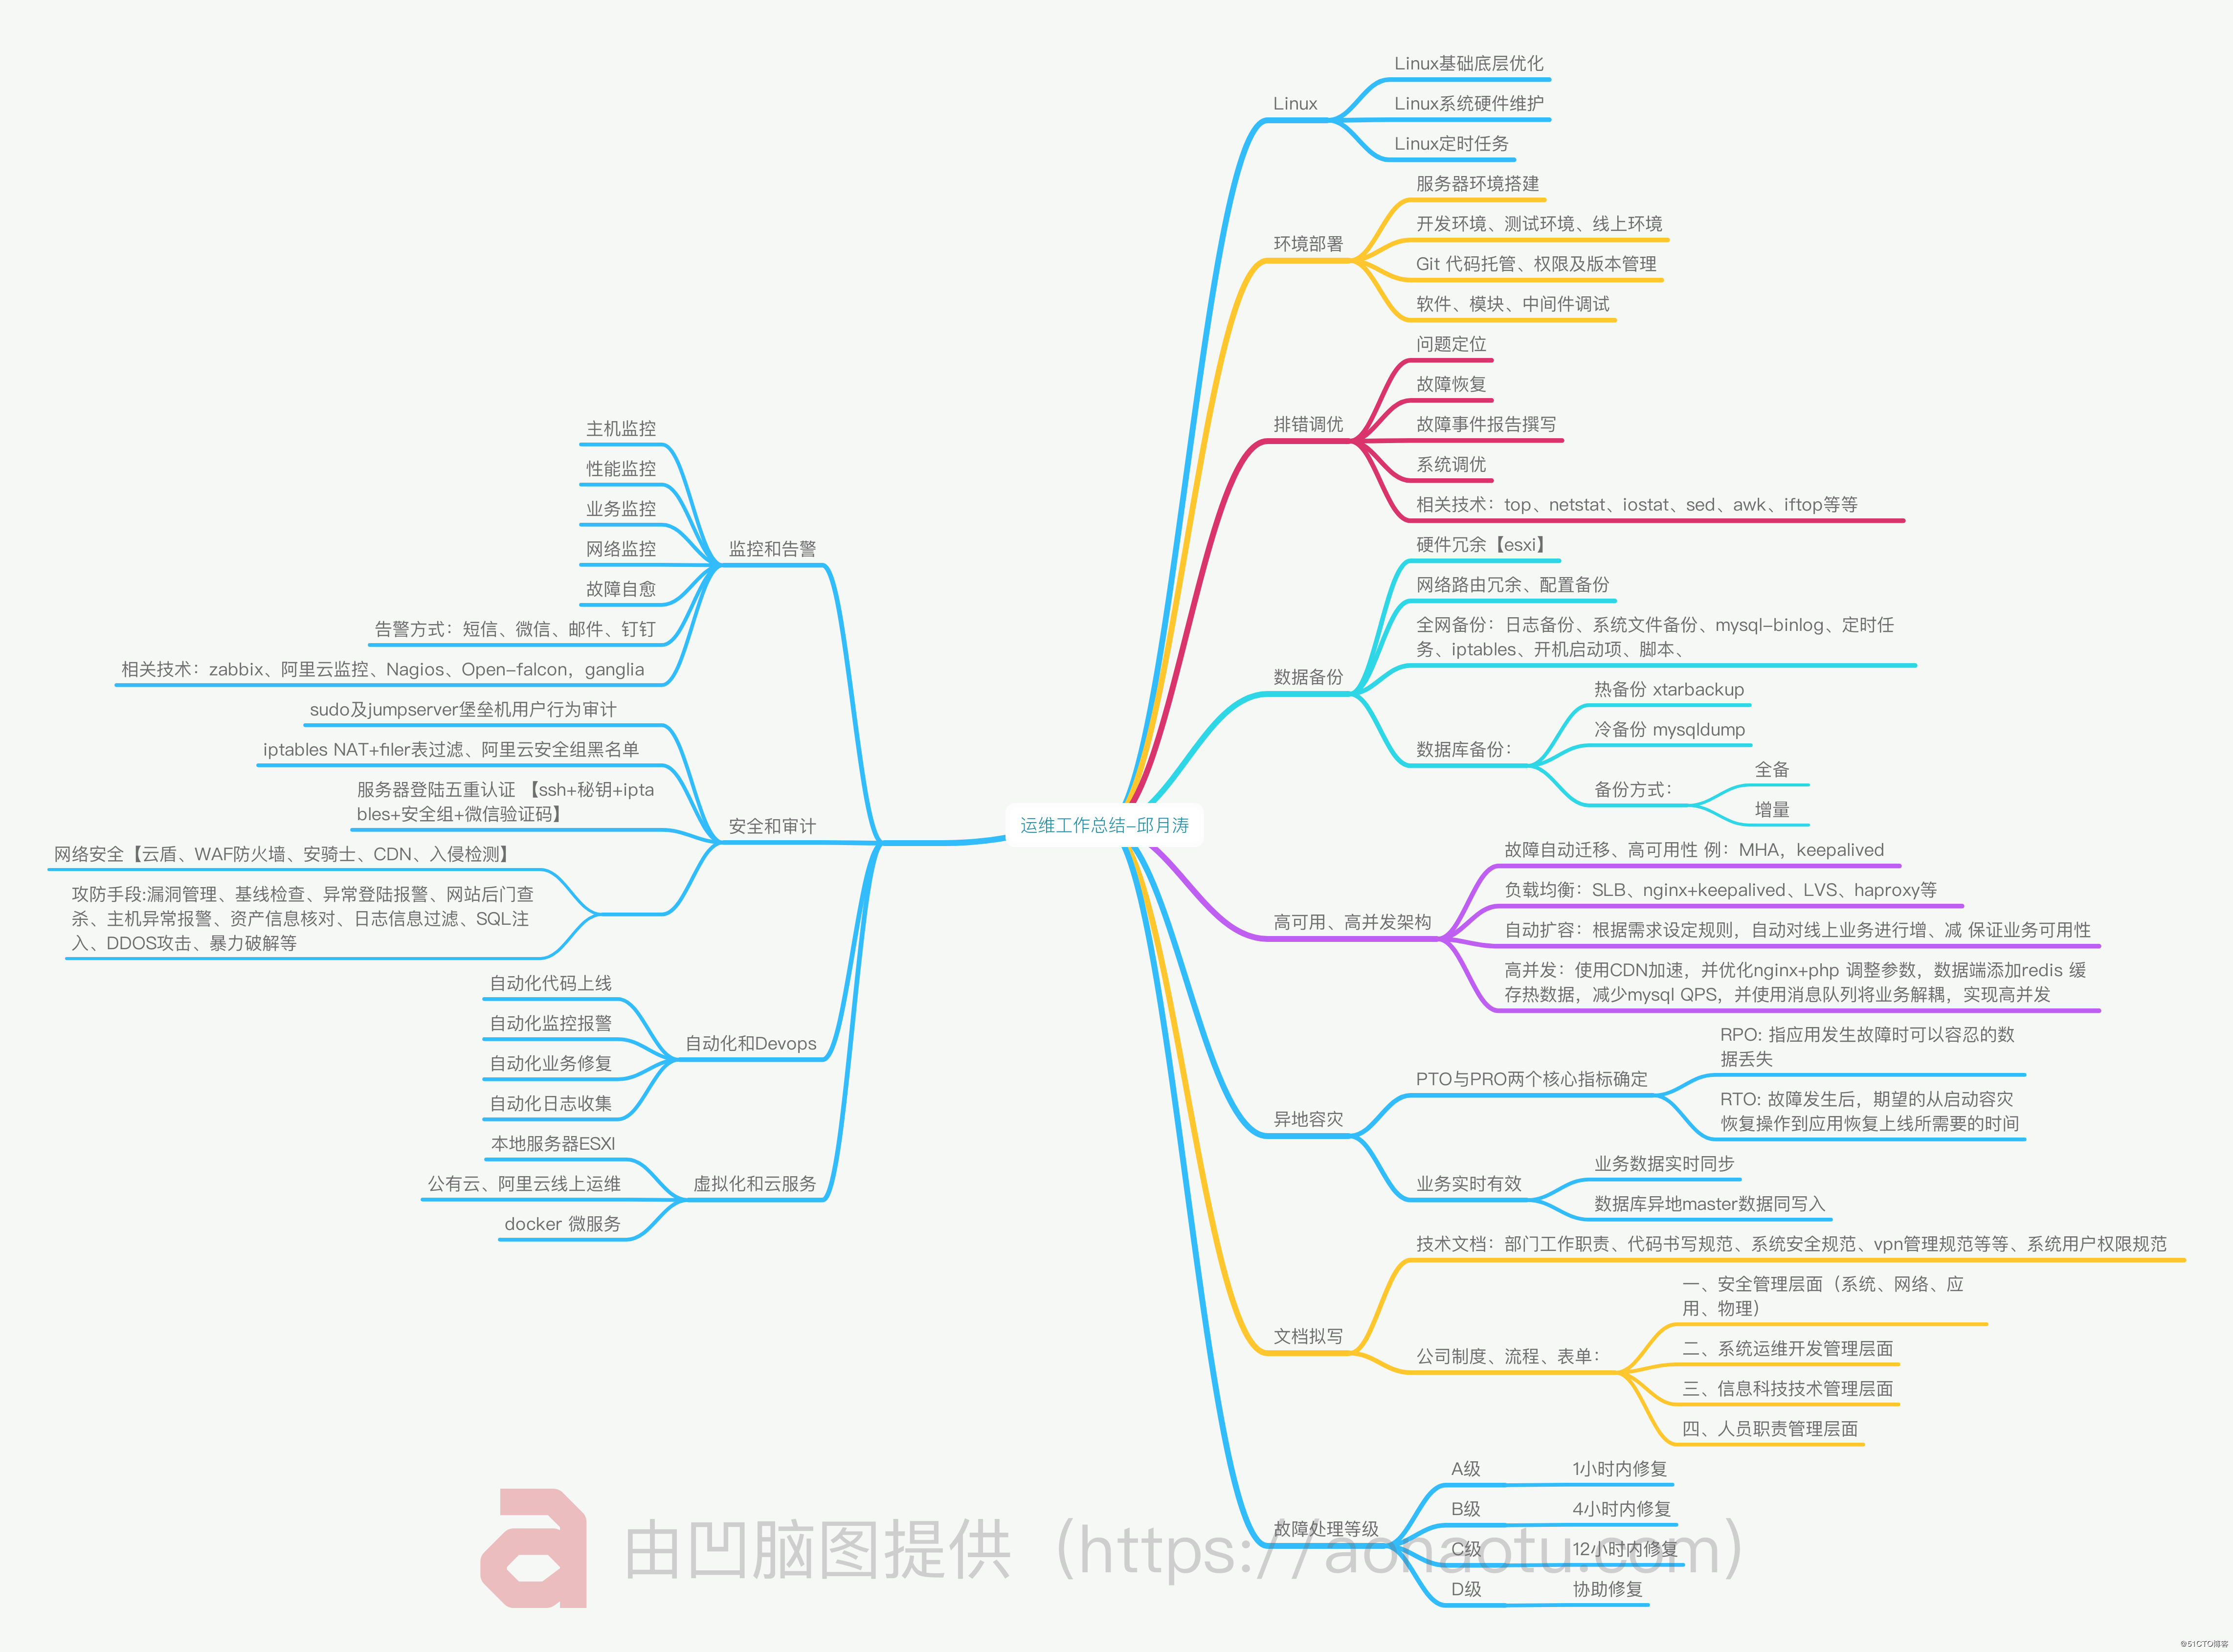 运维工作总结-邱月涛
Linux
Linux基础底层优化
Linux系统硬件维护
Linux定时任务
环境部署
服务器环境搭建
开发环境、测试环境、线上环境
Git 代码托管、权限及版本管理
软件、模块、中间件调试
排错调优
问题定位
故障恢复
故障事件报告撰写
系统调优
相关技术：top、netstat、iostat、sed、awk、iftop等等
数据备份
硬件冗余【esxi】
网络路由冗余、配置备份
全网备份：日志备份、系统文件备份、mysql-binlog、定时任
务、iptables、开机启动项、脚本、
数据库备份：
热备份 xtarbackup
冷备份 mysqldump
备份方式：
全备
增量
高可用、高并发架构
故障自动迁移、高可用性 例：MHA，keepalived
负载均衡：SLB、nginx+keepalived、LVS、haproxy等
自动扩容：根据需求设定规则，自动对线上业务进行增、减 保证业务可用性
高并发：使用CDN加速，并优化nginx+php 调整参数，数据端添加redis 缓
存热数据，减少mysql QPS，并使用消息队列将业务解耦，实现高并发
异地容灾
PTO与PRO两个核心指标确定
RPO: 指应用发生故障时可以容忍的数
据丢失
RTO: 故障发生后，期望的从启动容灾
恢复操作到应用恢复上线所需要的时间
业务实时有效
业务数据实时同步
数据库异地master数据同写入
文档拟写
技术文档：部门工作职责、代码书写规范、系统安全规范、vpn管理规范等等、系统用户权限规范
公司制度、流程、表单：
一、安全管理层面（系统、网络、应
用、物理）
二、系统运维开发管理层面
三、信息科技技术管理层面
四、人员职责管理层面
故障处理等级
A级
1小时内修复
B级
4小时内修复
C级
12小时内修复
D级
协助修复
监控和告警
主机监控
性能监控
业务监控
网络监控
故障自愈
告警方式：短信、微信、邮件、钉钉
相关技术：zabbix、阿里云监控、Nagios、Open-falcon，ganglia
安全和审计
sudo及jumpserver堡垒机用户行为审计
iptables NAT+filer表过滤、阿里云安全组黑名单
服务器登陆五重认证 【ssh+秘钥+ipta
bles+安全组+微信验证码】
网络安全【云盾、WAF防火墙、安骑士、CDN、入侵检测】
攻防手段:漏洞管理、基线检查、异常登陆报警、网站后门查
杀、主机异常报警、资产信息核对、日志信息过滤、SQL注
入、DDOS攻击、暴力破解等
自动化和Devops
自动化代码上线
自动化监控报警
自动化业务修复
自动化日志收集
虚拟化和云服务
本地服务器ESXI
公有云、阿里云线上运维
docker 微服务
由凹脑图提供（https://aonaotu.com）
@51CTO博客